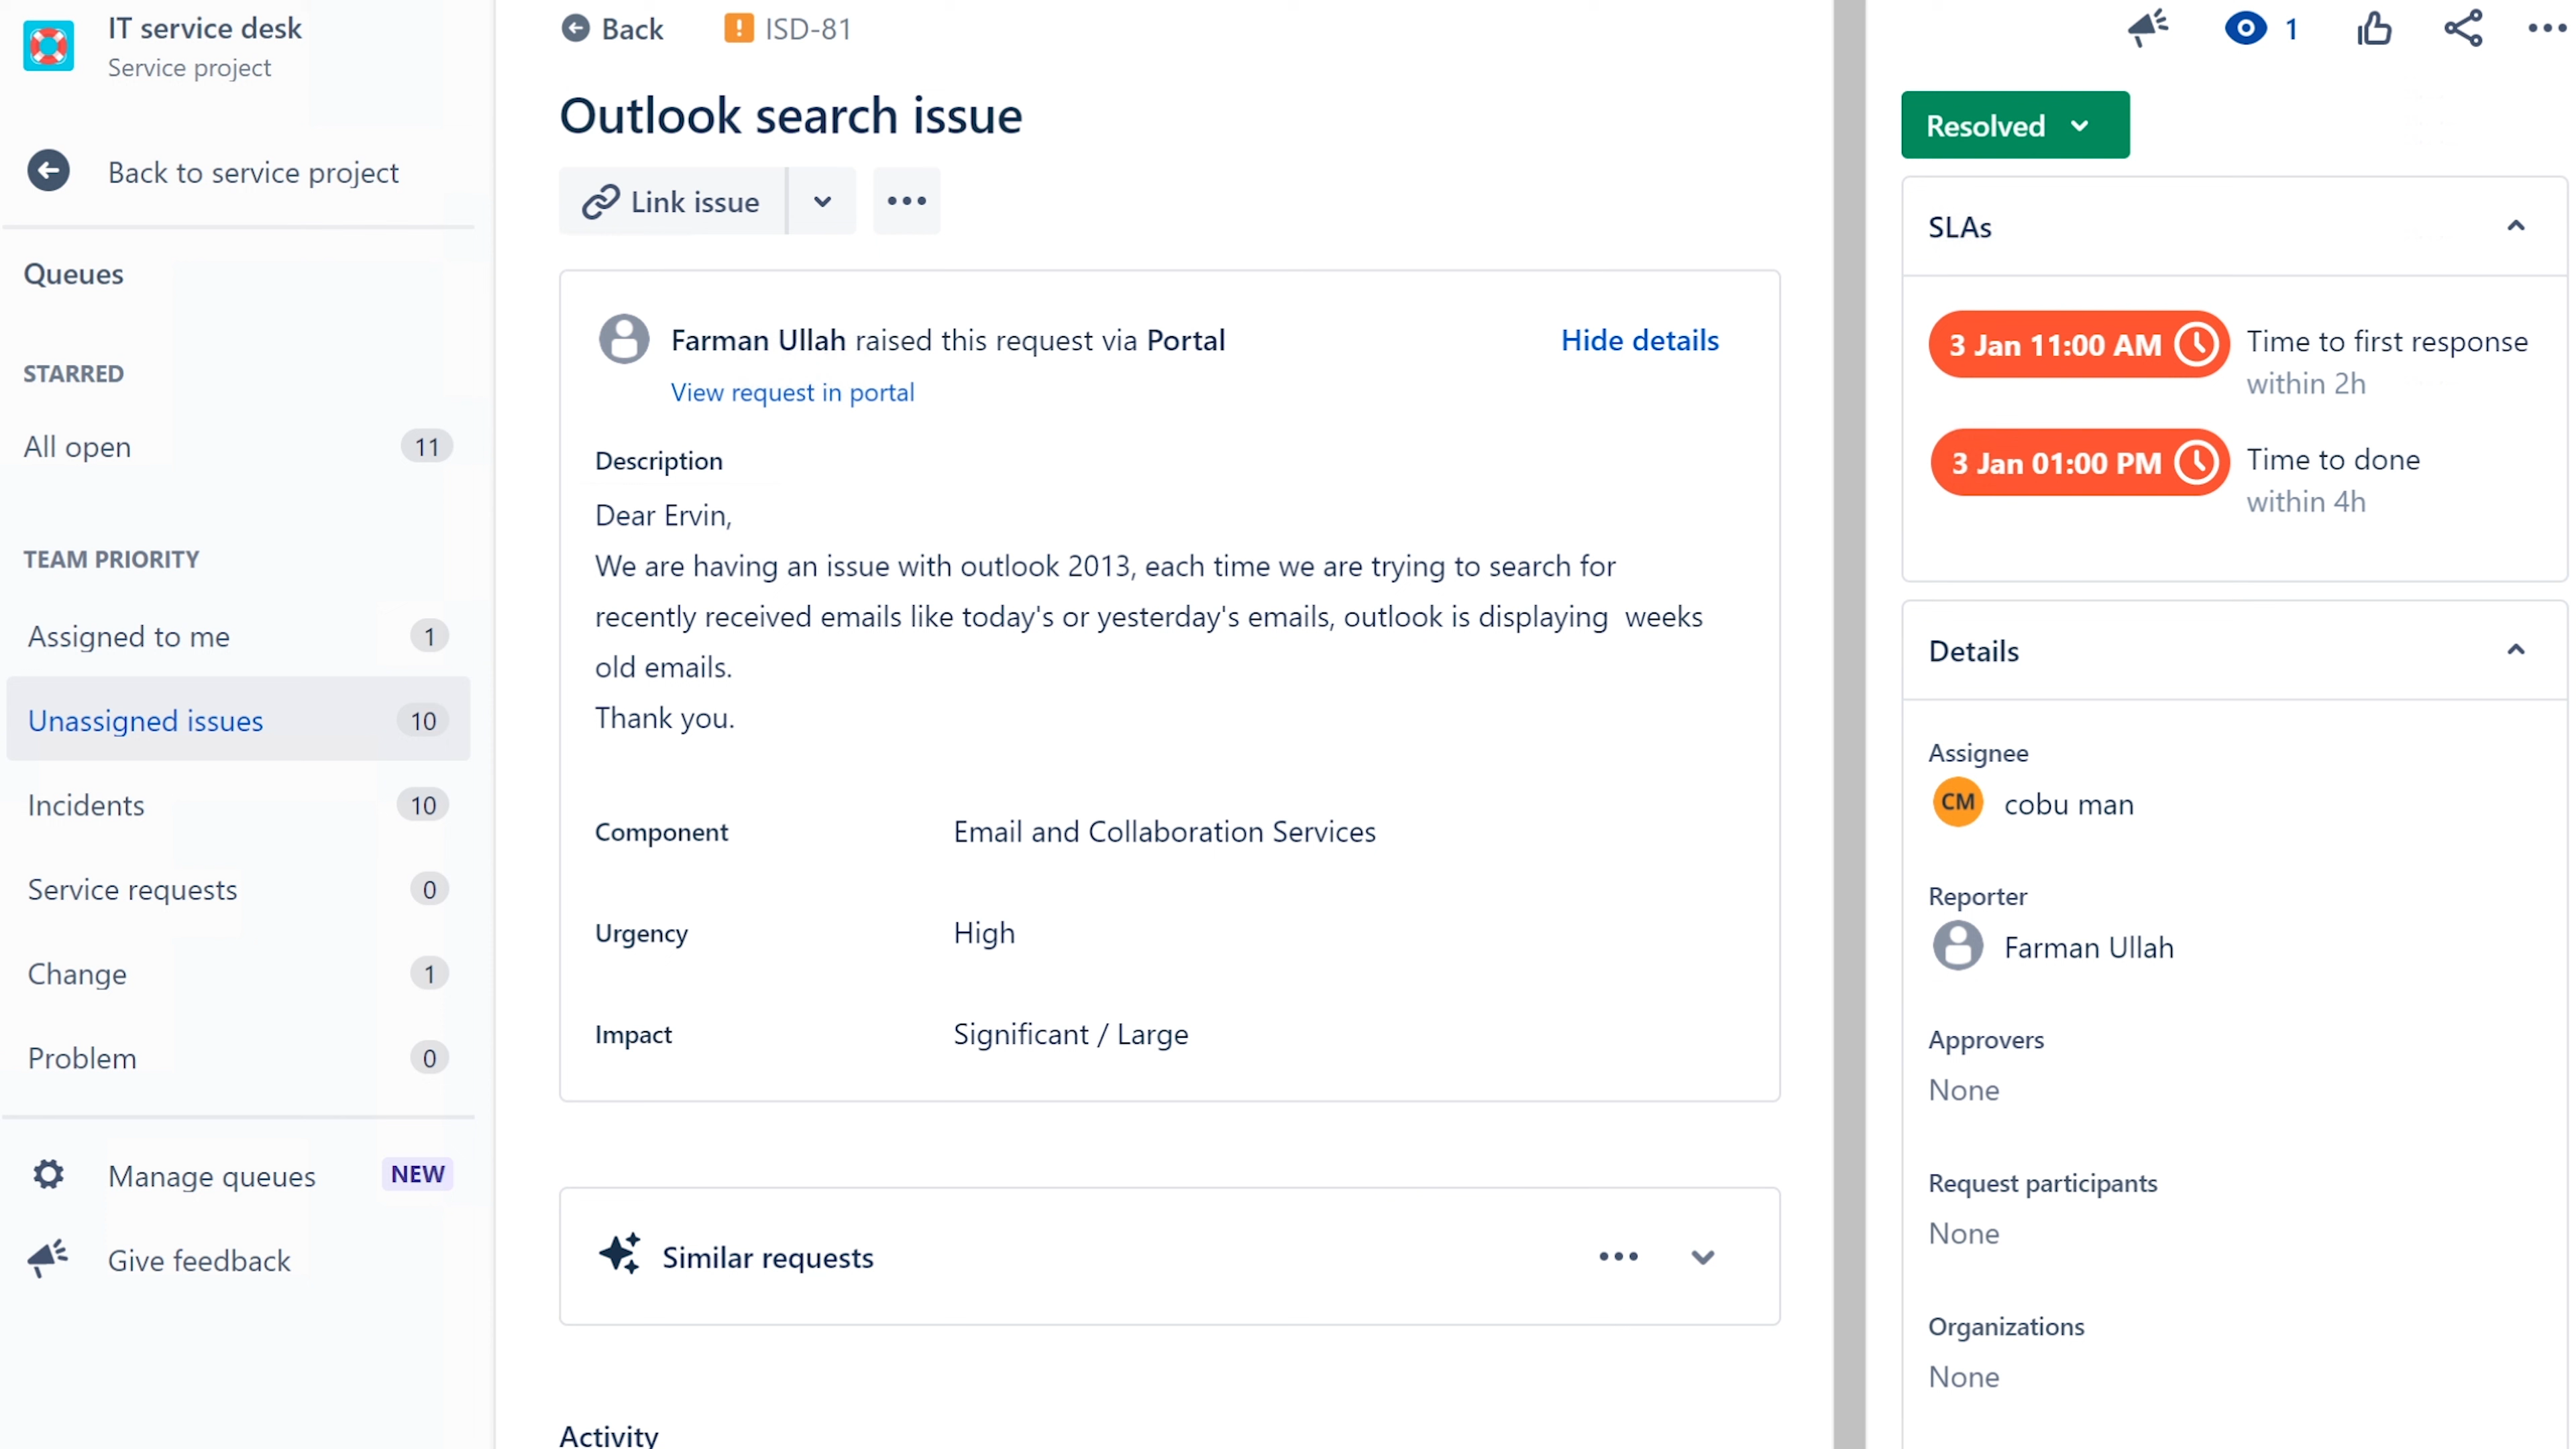 IT service desk
Service project
Back to service project
Queues
STARRED
All open 11
TEAM PRIORITY
Assigned to me 1
Unassigned issues 10
Incidents 10
Service requests 0
Change 1
Problem 0
Manage queues NEW
Give feedback
Back ISD-81
Outlook search issue
Link issue
Farman Ullah raised this request via Portal Hide details
View request in portal
Description
Dear Ervin,
We are having an issue with outlook 2013, each time we are trying to search for
recently received emails like today's or yesterday's emails, outlook is displaying  weeks
old emails.
Thank you.
Component Email and Collaboration Services
Urgency High
Impact Significant / Large
Similar requests
Activity
1
Resolved
SLAs
3 Jan 11:00 AM Time to first response
within 2h
3 Jan 01:00 PM Time to done
within 4h
Details
Assignee
CM cobu man
Reporter
Farman Ullah
Approvers
None
Request participants
None
Organizations
None